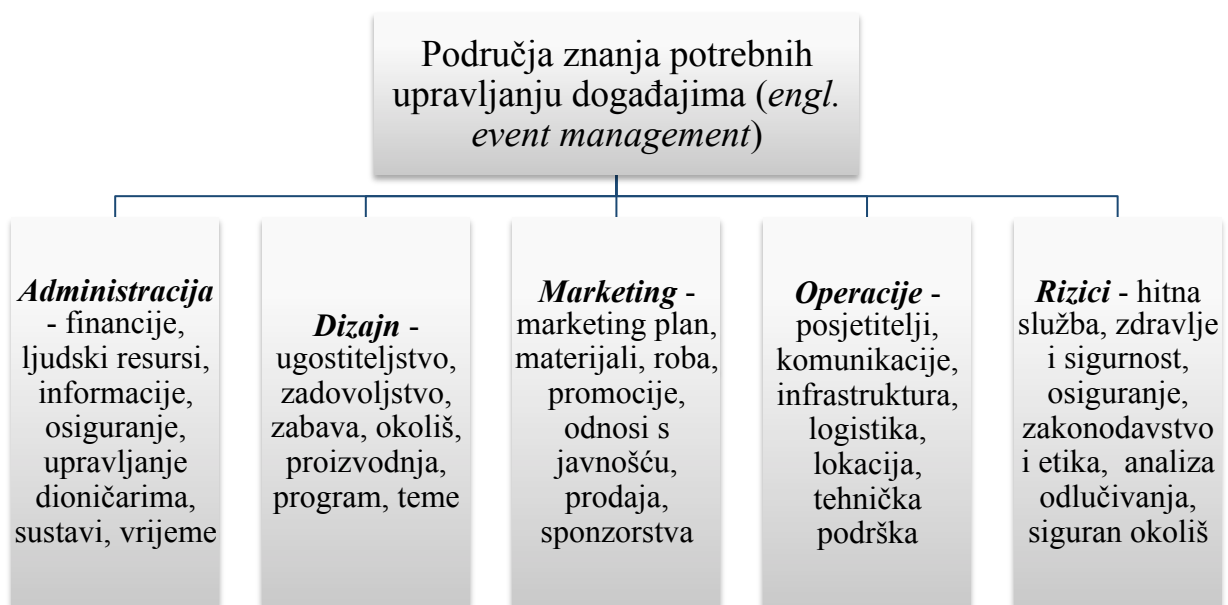 Područja znanja potrebnih
upravljanju događajima (engl.
event management)
Administracija
- financije,
ljudski resursi,
informacije,
osiguranje,
upravljanje
dioničarima,
sustavi, vrijeme
Dizajn -
ugostiteljstvo,
zadovoljstvo,
zabava, okoliš,
proizvodnja,
program, teme
Marketing -
marketing plan,
materijali, roba,
promocije,
odnosi s
javnošću,
prodaja,
sponzorstva
Operacije -
posjetitelji,
komunikacije,
infrastruktura,
logistika,
lokacija,
tehnička
podrška
Rizici - hitna
služba, zdravlje
i sigurnost,
osiguranje,
zakonodavstvo
i etika,  analiza
odlučivanja,
siguran okoliš